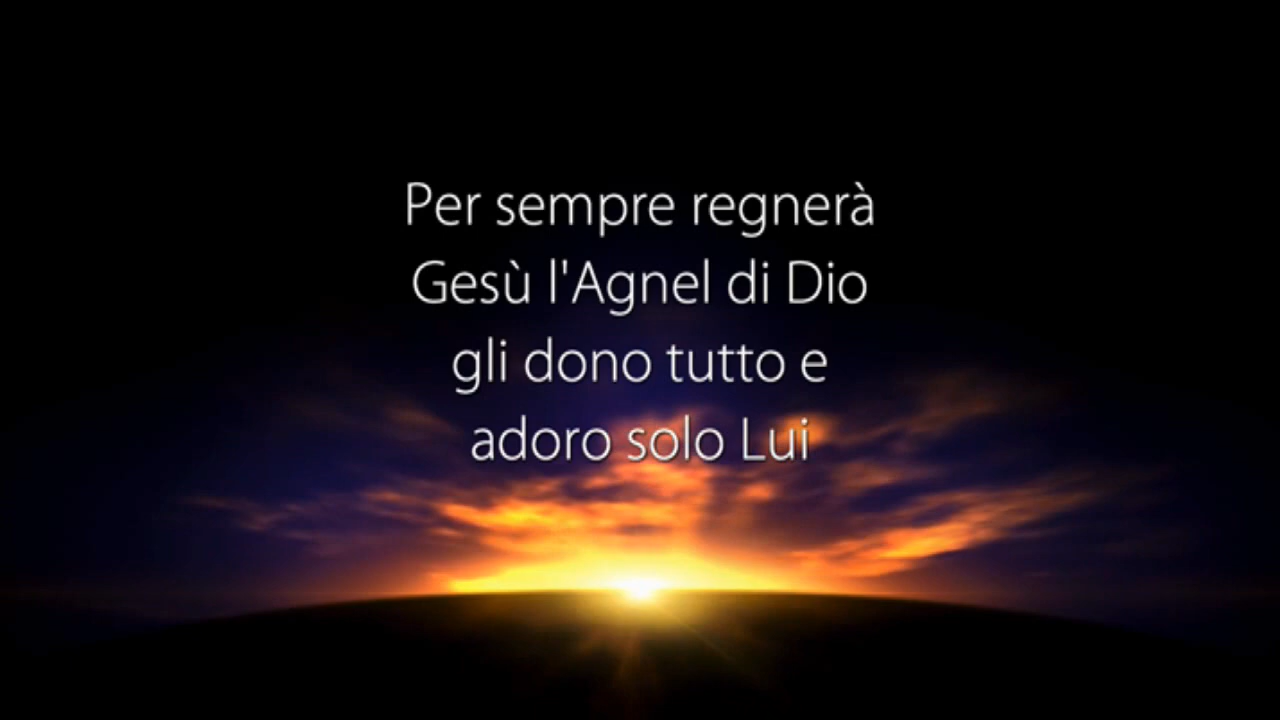 Per sempre regnerà
Gesù l'Agnel di Dio
gli dono tutto e
adoro solo Lui